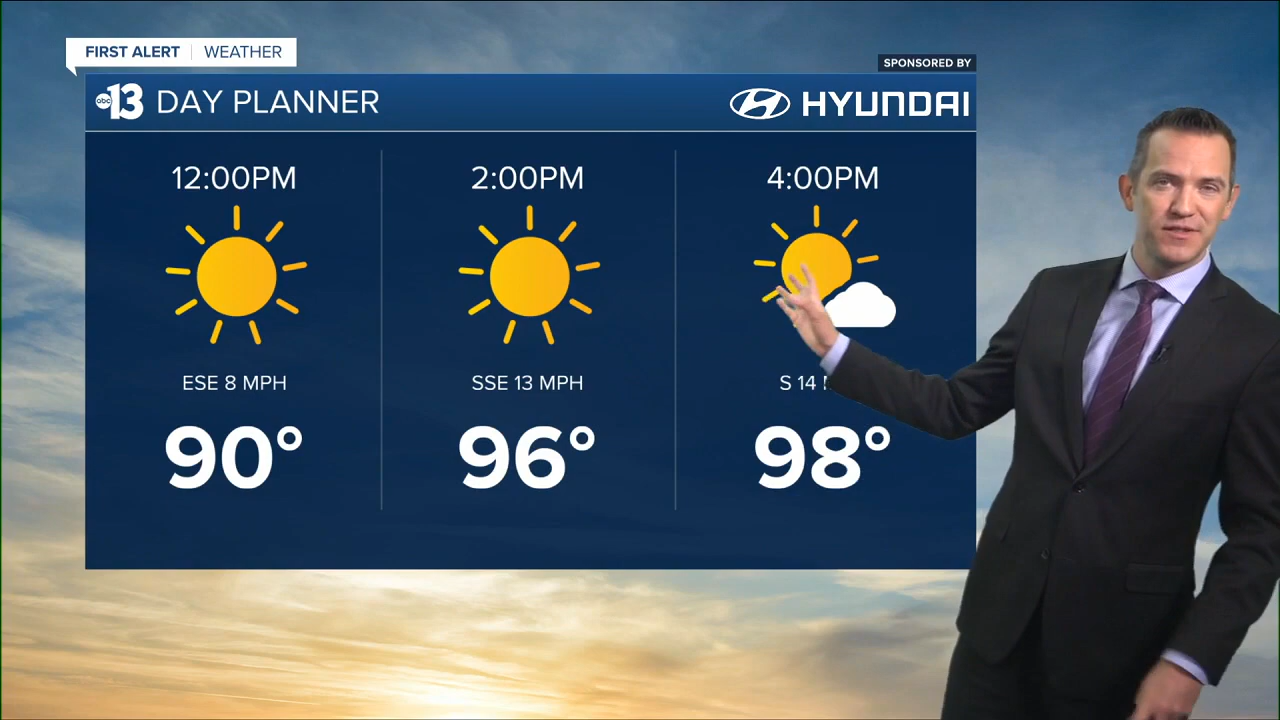 FIRST ALERT | WEATHER
SPONSORED BY
abc 13 DAY PLANNER
HYUNDAI
12:00PM
2:00PM
4:00PM
ESE 8 MPH
SSE 13 MPH
S 14
90°
96°
98°